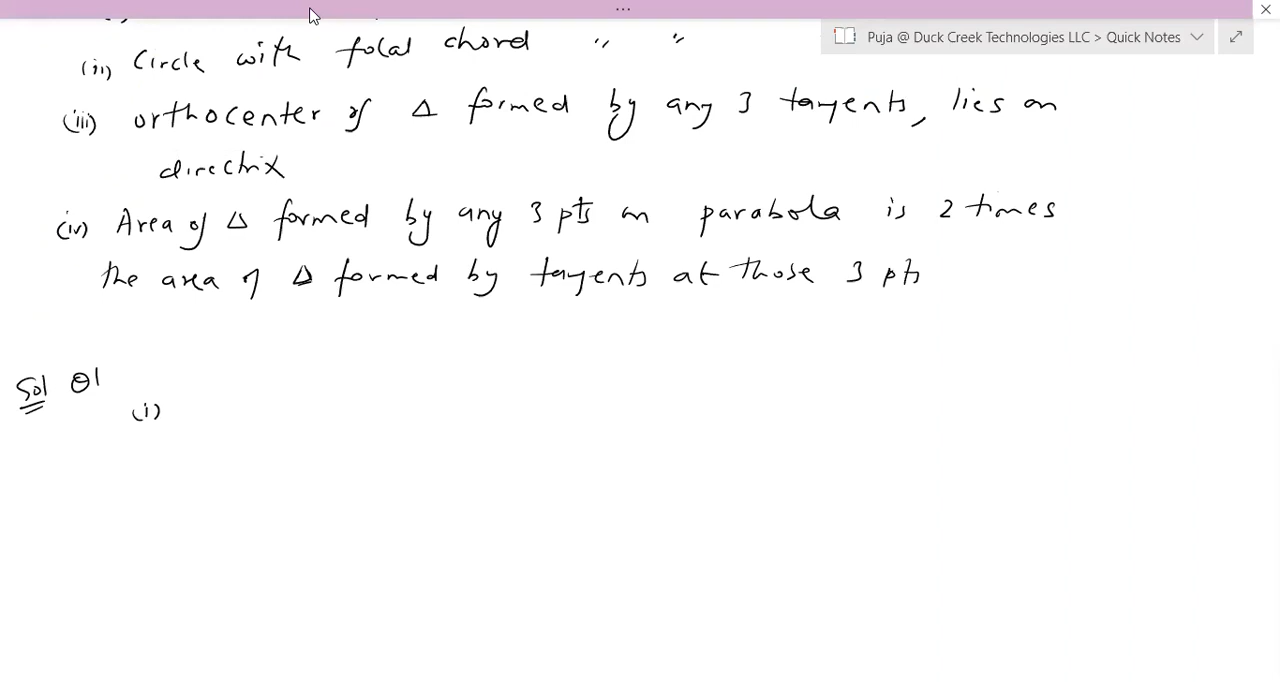 (ii) Circle with focal chord " "
Puja @ Duck Creek Technologies LLC > Quick Notes
(iii) orthocenter of Δ formed by any 3 tangents, lies on
directrix
(iv) Area of Δ formed by any 3 pts on parabola is 2 times
the area of Δ formed by tangents at those 3 pts
Sol θ1
(i)